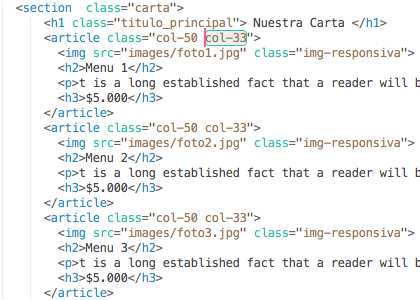 <section  class="carta">
<h1 class="titulo_principal"> Nuestra Carta </h1>
<article class="col-50 col-33">
<img src="images/foto1.jpg" class="img-responsiva">
<h2>Menu 1</h2>
<p>t is a long established fact that a reader will b
<h3>$5.000</h3>
</article>
<article class="col-50 col-33">
<img src="images/foto2.jpg" class="img-responsiva">
<h2>Menu 2</h2>
<p>t is a long established fact that a reader will b
<h3>$5.000</h3>
</article>
<article class="col-50 col-33">
<img src="images/foto3.jpg" class="img-responsiva">
<h2>Menu 3</h2>
<p>t is a long established fact that a reader will b
<h3>$5.000</h3>
</article>